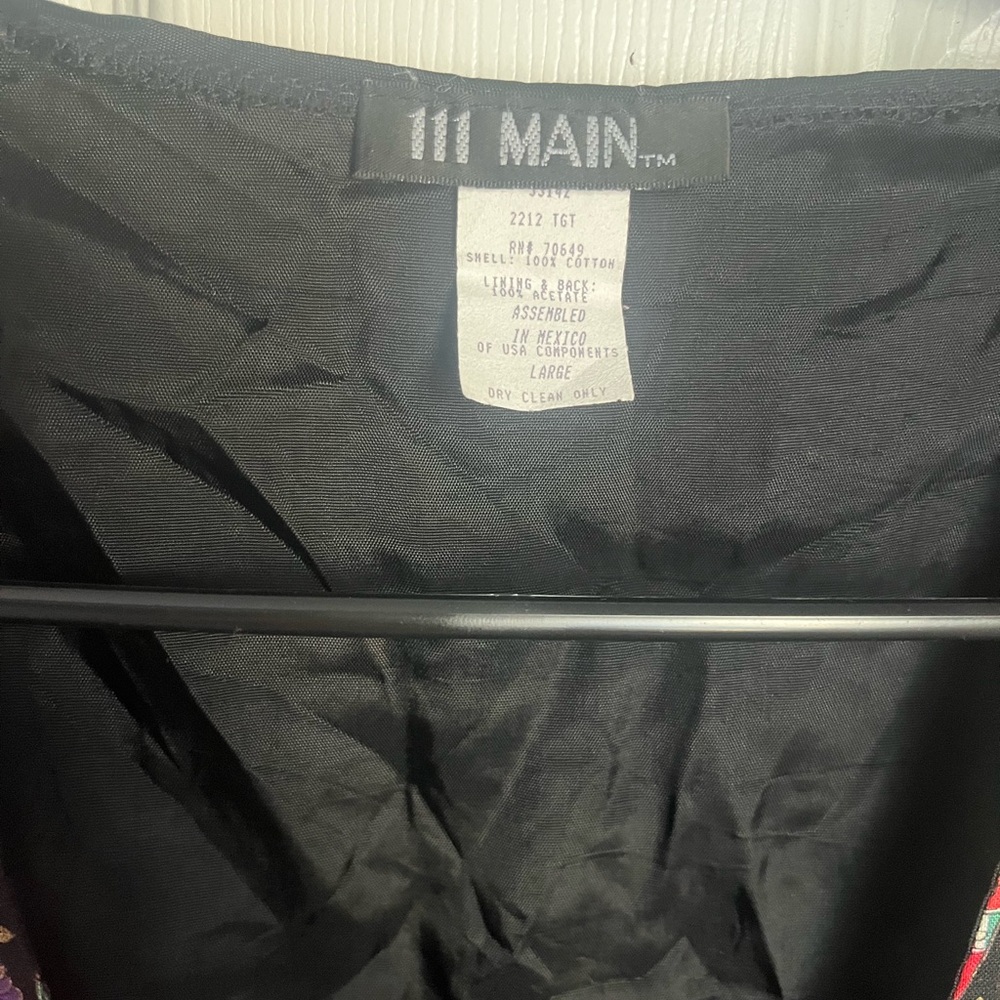 111 MAIN™
2212 TGT
RN# 70649
SHELL: 100% COTTON
LINING & BACK:
100% ACETATE
ASSEMBLED
IN MEXICO
OF USA COMPONENTS
LARGE
DRY CLEAN ONLY